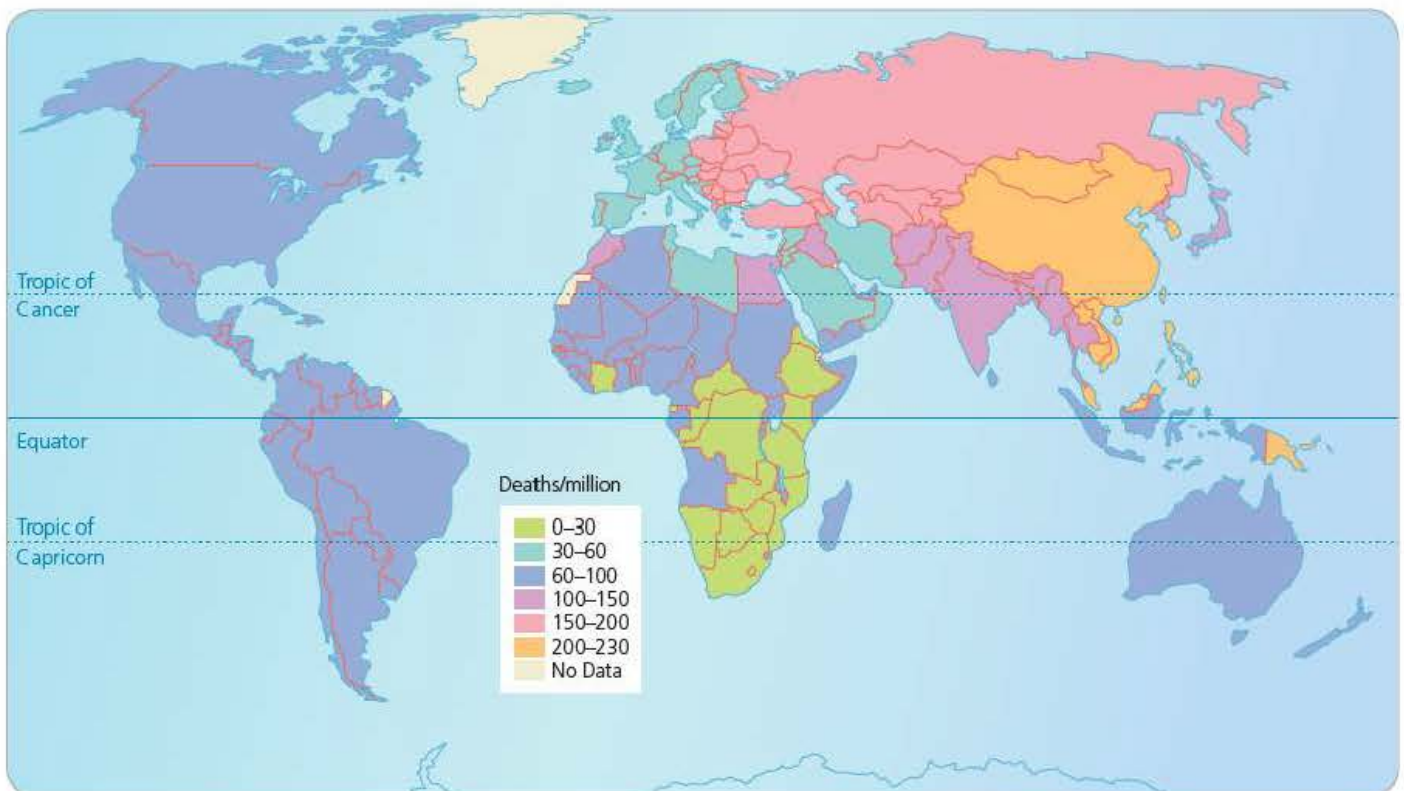 Tropic of
Cancer
Equator
Tropic of
Capricorn
Deaths/million
0–30
30–60
60–100
100–150
150–200
200–230
No Data